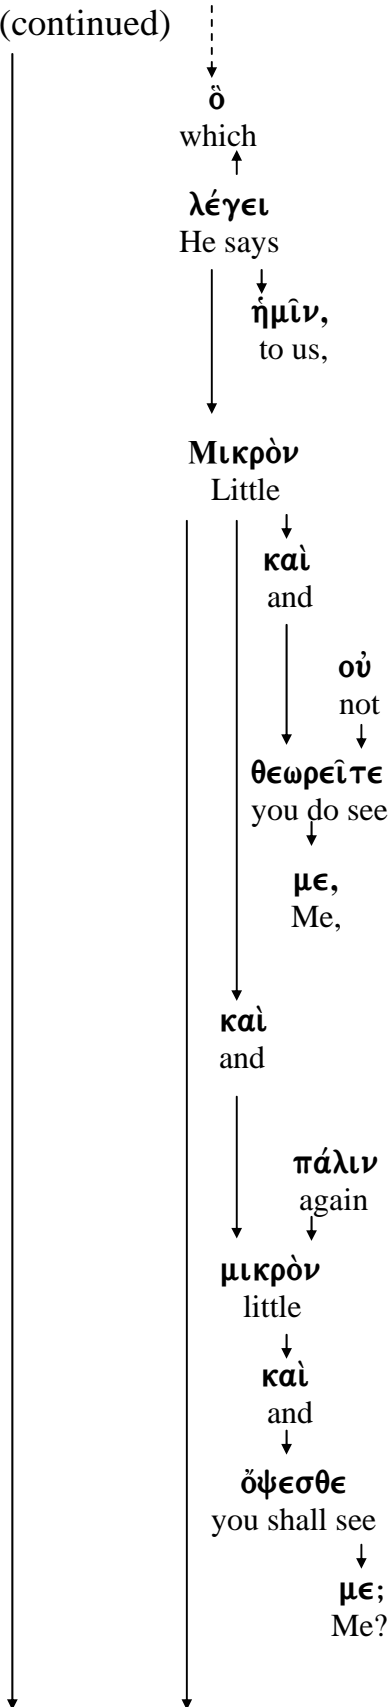 (continued)
ὃ
which
λέγει
He says
ἡμῖν,
to us,
Μικρὸν
Little
καὶ
and
οὐ
not
θεωρεῖτε
you do see
με,
Me,
καὶ
and
πάλιν
again
μικρὸν
little
καὶ
and
ὄψεσθε
you shall see
με;
Me?